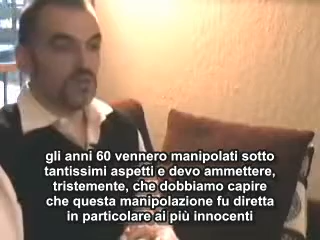 gli anni 60 vennero manipolati sotto
tantissimi aspetti e devo ammettere,
tristemente, che dobbiamo capire
che questa manipolazione fu diretta
in particolare ai più innocenti